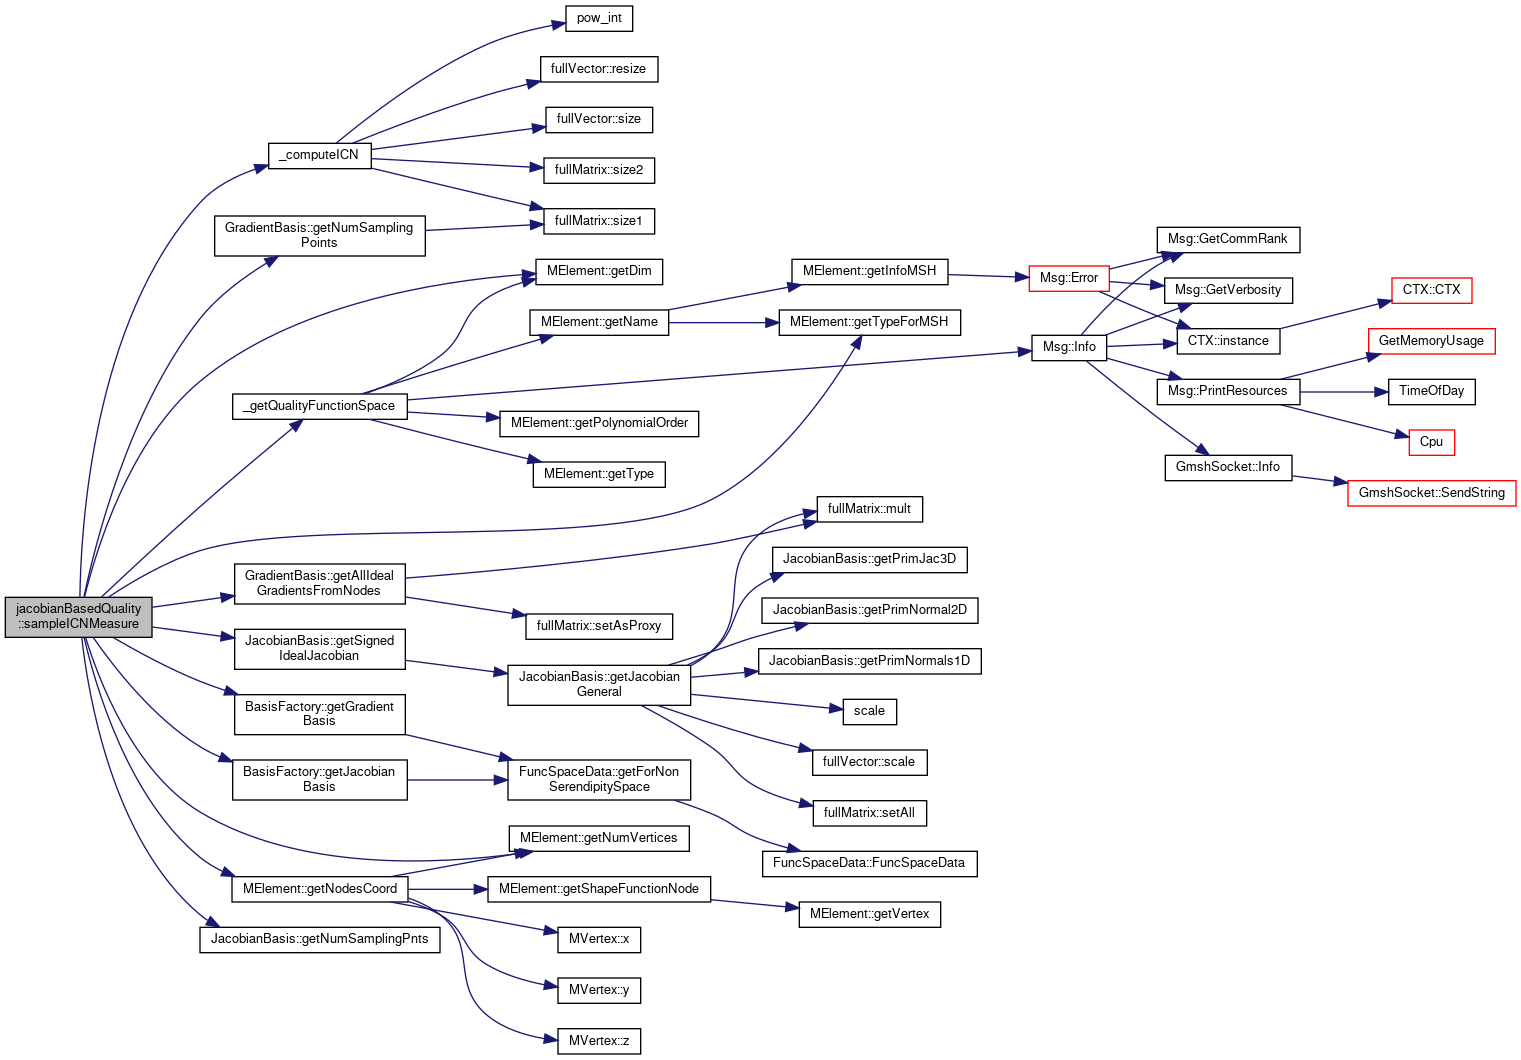 pow_int
fullVector::resize
fullVector::size
_computeICN
fullMatrix::size2
fullMatrix::size1
GradientBasis::getNumSampling
Points
Msg::GetCommRank
MElement::getDim
MElement::getInfoMSH
Msg::Error
Msg::GetVerbosity
CTX::CTX
MElement::getName
MElement::getTypeForMSH
Msg::Info
CTX::instance
GetMemoryUsage
_getQualityFunctionSpace
Msg::PrintResources
TimeOfDay
MElement::getPolynomialOrder
Cpu
MElement::getType
GmshSocket::Info
GmshSocket::SendString
fullMatrix::mult
JacobianBasis::getPrimJac3D
GradientBasis::getAllIdeal
GradientsFromNodes
jacobianBasedQuality
::sampleICNMeasure
JacobianBasis::getPrimNormal2D
fullMatrix::setAsProxy
JacobianBasis::getSigned
IdealJacobian
JacobianBasis::getPrimNormals1D
JacobianBasis::getJacobian
General
BasisFactory::getGradient
Basis
scale
fullVector::scale
BasisFactory::getJacobian
Basis
FuncSpaceData::getForNon
SerendipitySpace
fullMatrix::setAll
MElement::getNumVertices
FuncSpaceData::FuncSpaceData
MElement::getNodesCoord
MElement::getShapeFunctionNode
MElement::getVertex
JacobianBasis::getNumSamplingPnts
MVertex::x
MVertex::y
MVertex::z